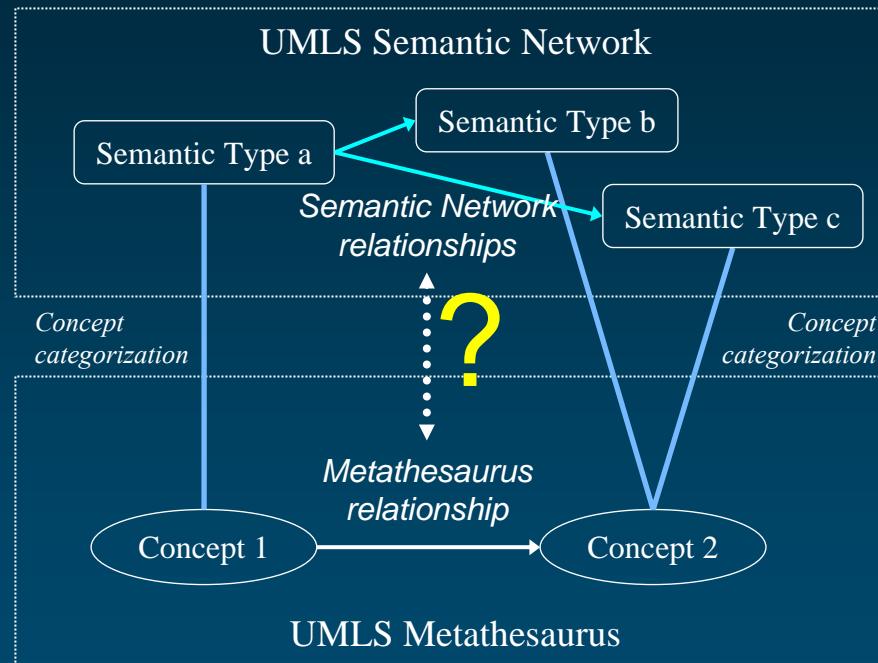 UMLS Semantic Network
Semantic Type b
Semantic Type a
Semantic Type c
Semantic Network
relationships
Concept
categorization
?
Concept
categorization
Metathesaurus
relationship
Concept 1
Concept 2
UMLS Metathesaurus